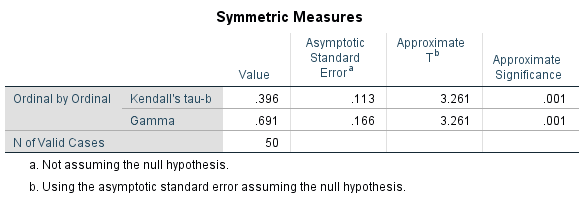 Symmetric Measures
Value Asymptotic Standard Error^a Approximate T^b Approximate Significance
Ordinal by Ordinal Kendall's tau-b .396 .113 3.261 .001
Gamma .691 .166 3.261 .001
N of Valid Cases 50
a. Not assuming the null hypothesis.
b. Using the asymptotic standard error assuming the null hypothesis.